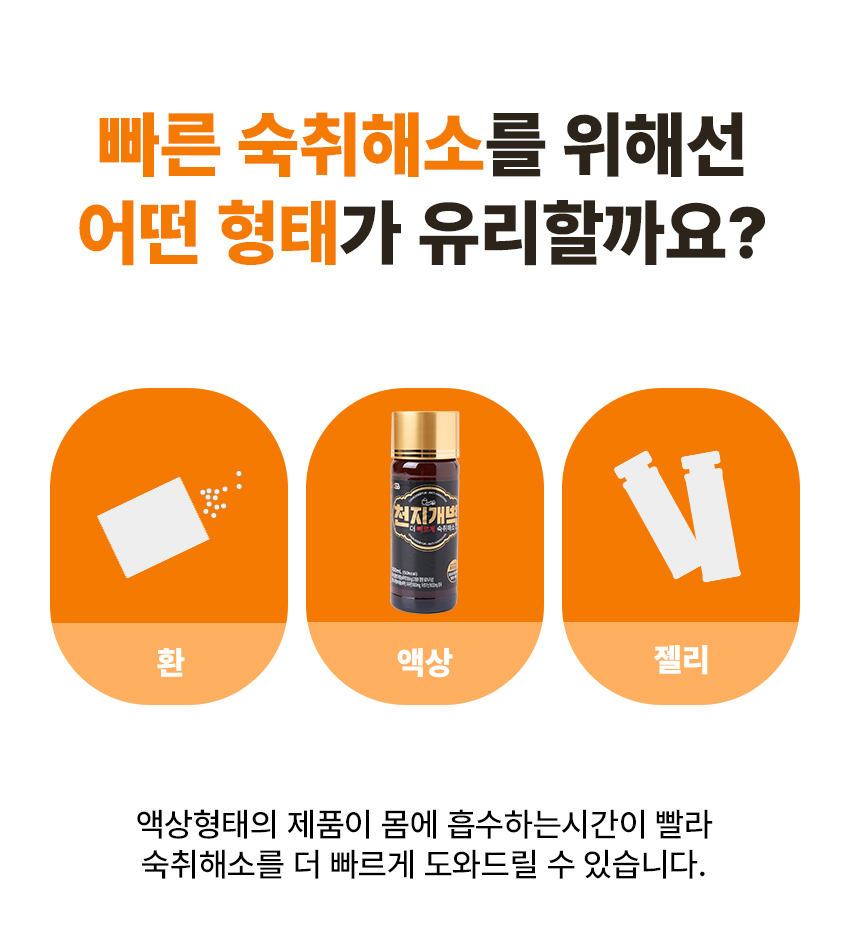 빠른 숙취해소를 위해선
어떤 형태가 유리할까요?
천지개벽
더 빠르게 숙취해소
환
액상
젤리
액상형태의 제품이 몸에 흡수하는시간이 빨라
숙취해소를 더 빠르게 도와드릴 수 있습니다.